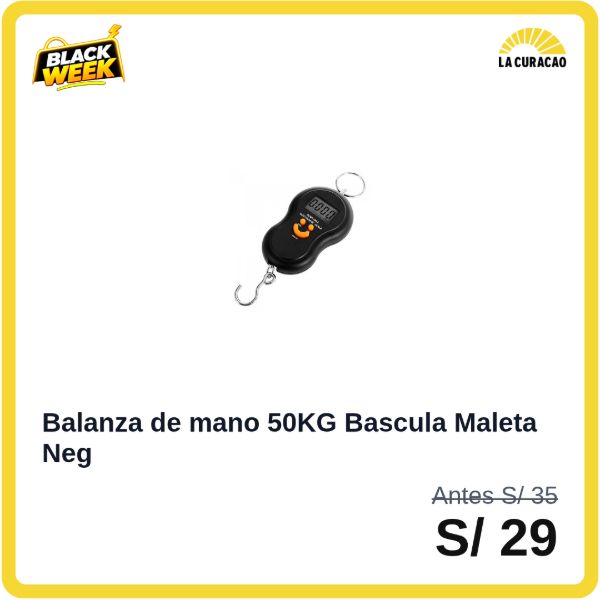 BLACK
WEEK
LA CURACAO
Balanza de mano 50KG Bascula Maleta
Neg
Antes S/ 35
S/ 29